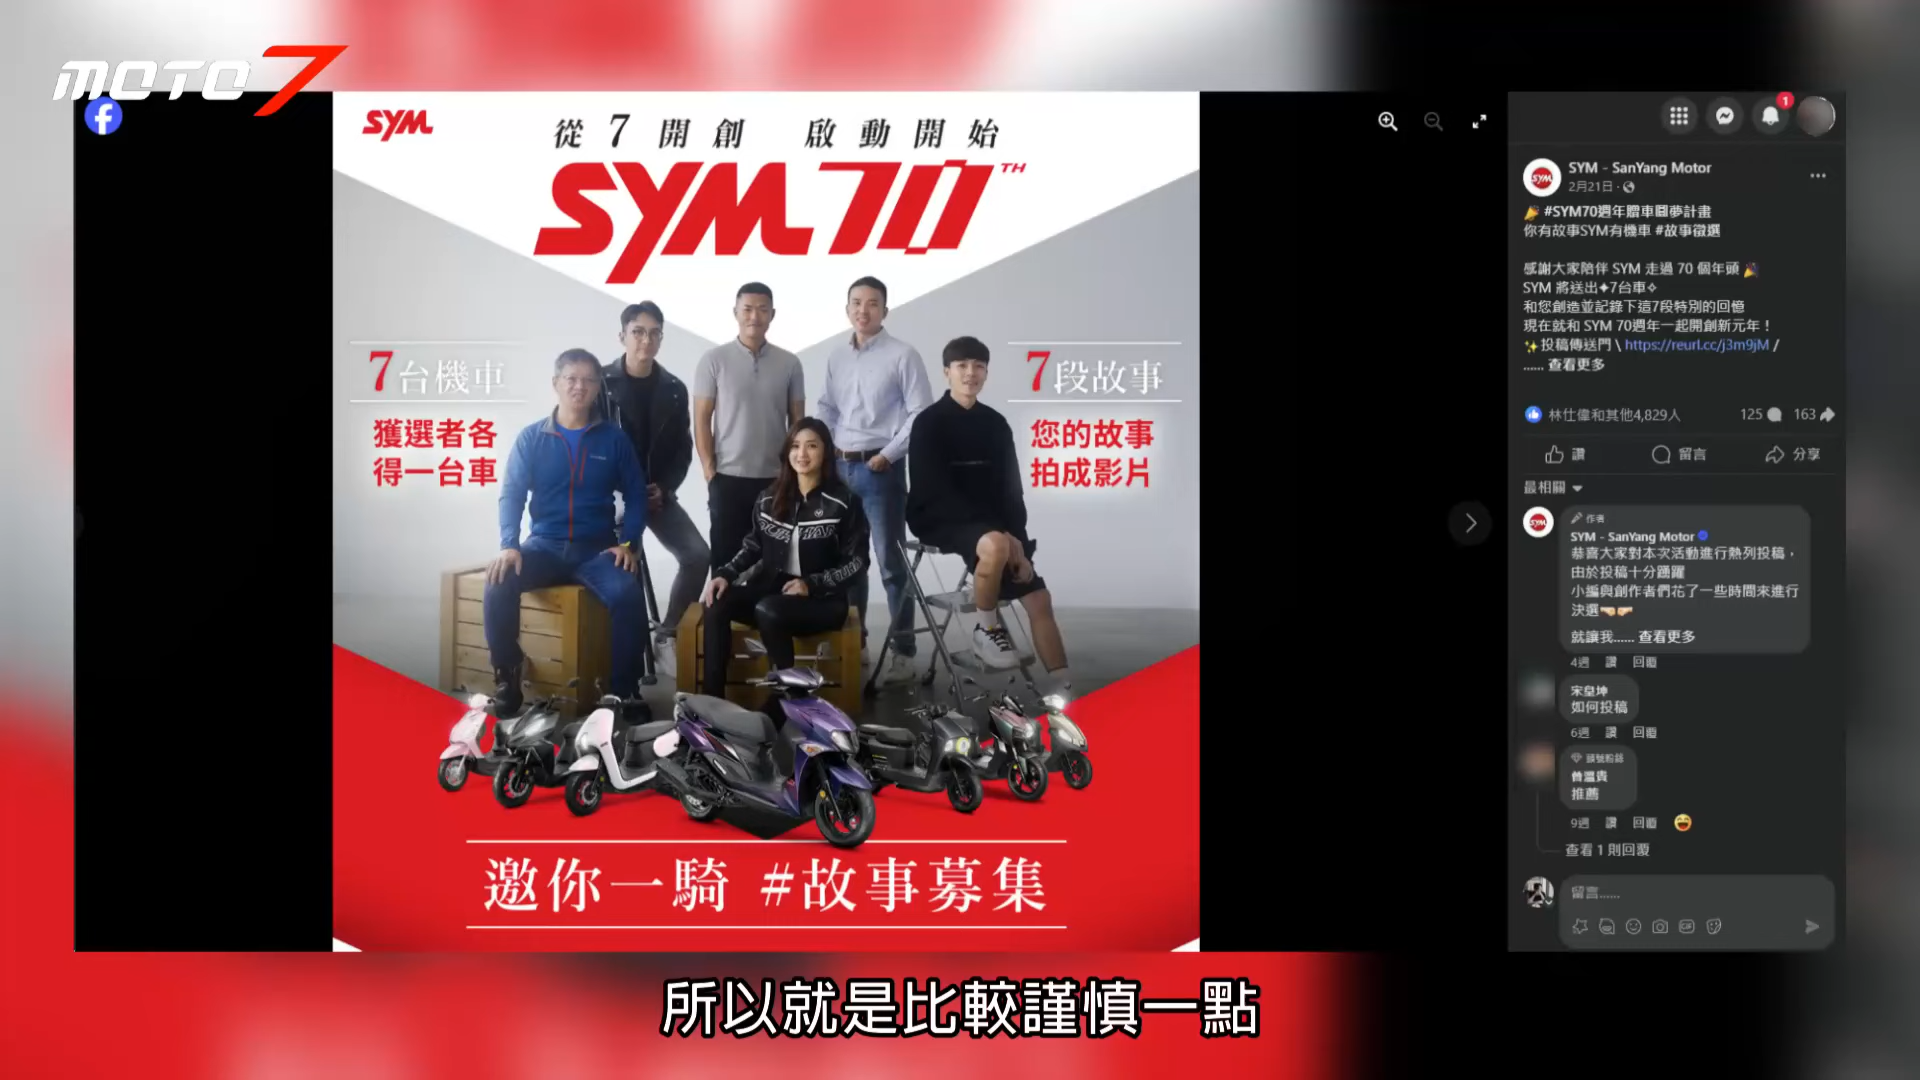 MOTO 7
SYM
從7開創 啟動開始
SYM 70TH
7台機車
獲選者各
得一台車
7段故事
您的故事
拍成影片
邀你一騎 #故事募集
1
SYM - SanYang Motor
2月21日
#SYM70週年贈車圓夢計畫
你有故事SYM有機車 #故事徵選
感謝大家陪伴 SYM 走過 70 個年頭
SYM 將送出✦7台車✧
和您創造並記錄下這7段特別的回憶
現在就和 SYM 70週年一起開創新元年！
✨投稿傳送門 \ https://reurl.cc/j3m9jM /
...... 查看更多
林仕偉和其他4,829人
125
163
讚
留言
分享
最相關
作者
SYM - SanYang Motor
恭喜大家對本次活動進行熱列投稿，
由於投稿十分踴躍
小編與創作者們花了一些時間來進行
決選
就讓我...... 查看更多
4週 讚 回覆
宋皇坤
如何投稿
6週 讚 回覆
頭號粉絲
曾溫貴
推薦
9週 讚 回覆
查看 1 則回覆
留言......
GIF
所以就是比較謹慎一點